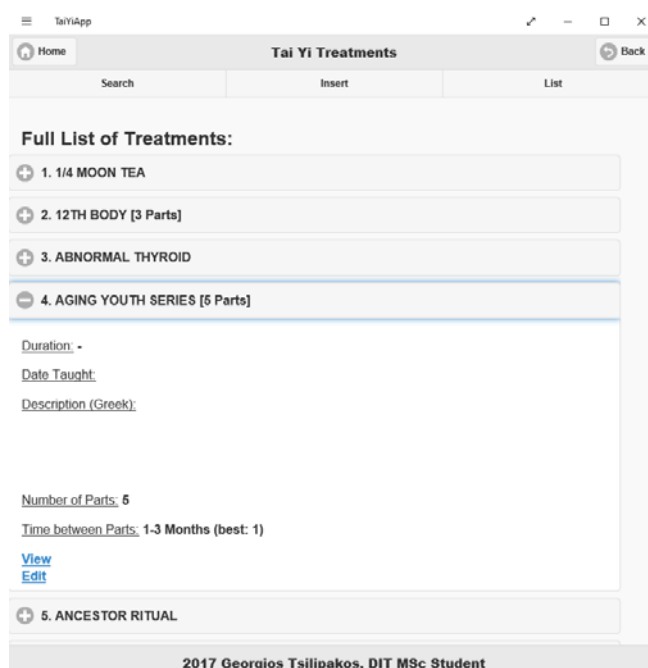 TaiYiApp
Home Tai Yi Treatments Back
Search Insert List
Full List of Treatments:
1. 1/4 MOON TEA
2. 12TH BODY [3 Parts]
3. ABNORMAL THYROID
4. AGING YOUTH SERIES [5 Parts]
Duration: -
Date Taught:
Description (Greek):
Number of Parts: 5
Time between Parts: 1-3 Months (best: 1)
View
Edit
5. ANCESTOR RITUAL
2017 Georgios Tsilipakos, DIT MSc Student